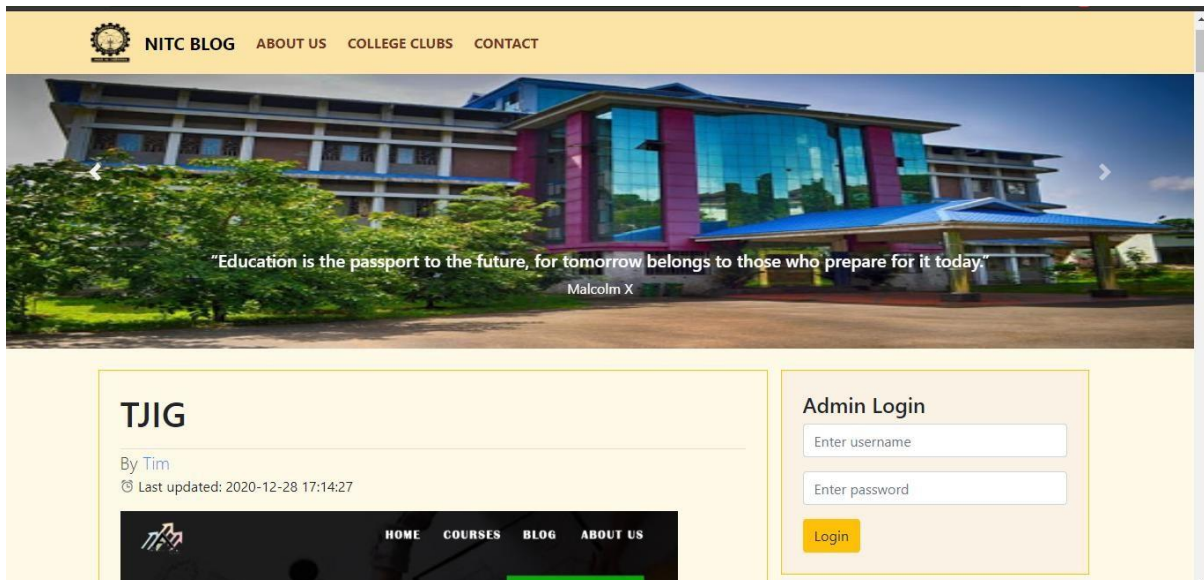 NITC BLOG ABOUT US COLLEGE CLUBS CONTACT
"Education is the passport to the future, for tomorrow belongs to those who prepare for it today."
Malcolm X
TJIG
By Tim
Last updated: 2020-12-28 17:14:27
HOME COURSES BLOG ABOUT US
Admin Login
Enter username
Enter password
Login